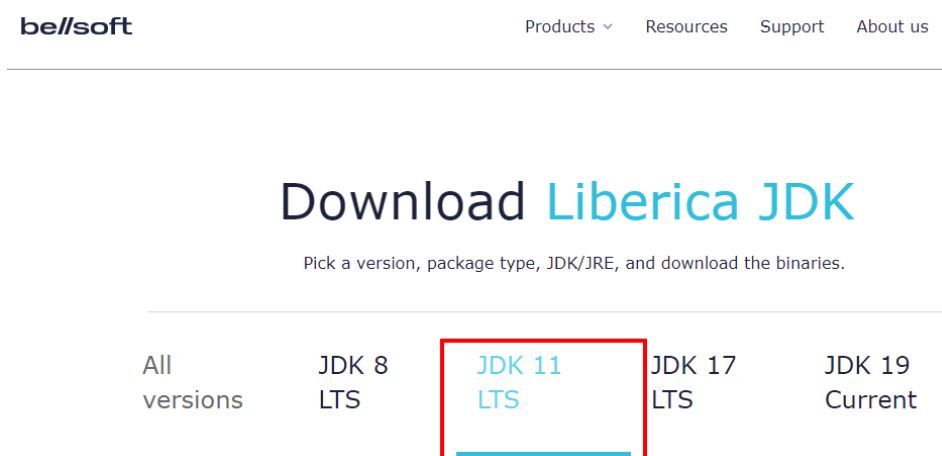 bellsoft Products Resources Support About us
Download Liberica JDK
Pick a version, package type, JDK/JRE, and download the binaries.
All versions
JDK 8 LTS
JDK 11 LTS
JDK 17 LTS
JDK 19 Current